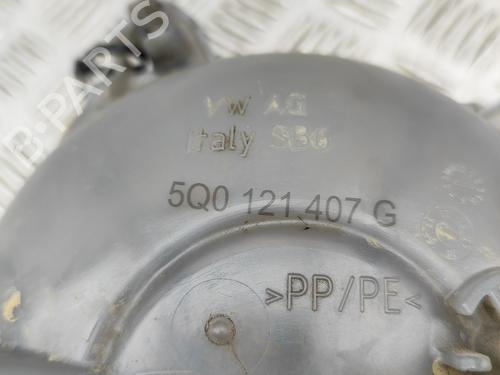 B-PARTS
VW AG
Italy SBG
5Q0 121 407 G
>PP/PE<